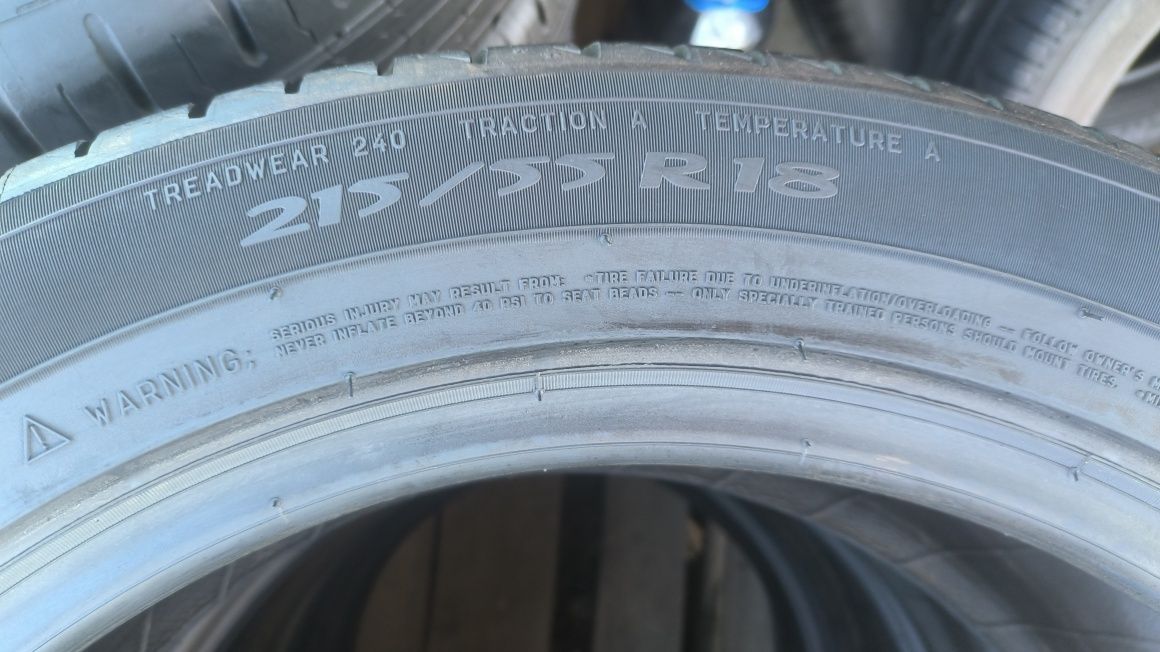 TREADWEAR 240 TRACTION A TEMPERATURE A
215/55 R18
WARNING:
SERIOUS INJURY MAY RESULT FROM: •TIRE FAILURE DUE TO UNDERINFLATION/OVERLOADING — FOLLOW OWNER'S
NEVER INFLATE BEYOND 40 PSI TO SEAT BEADS — ONLY SPECIALLY TRAINED PERSONS SHOULD MOUNT TIRES.